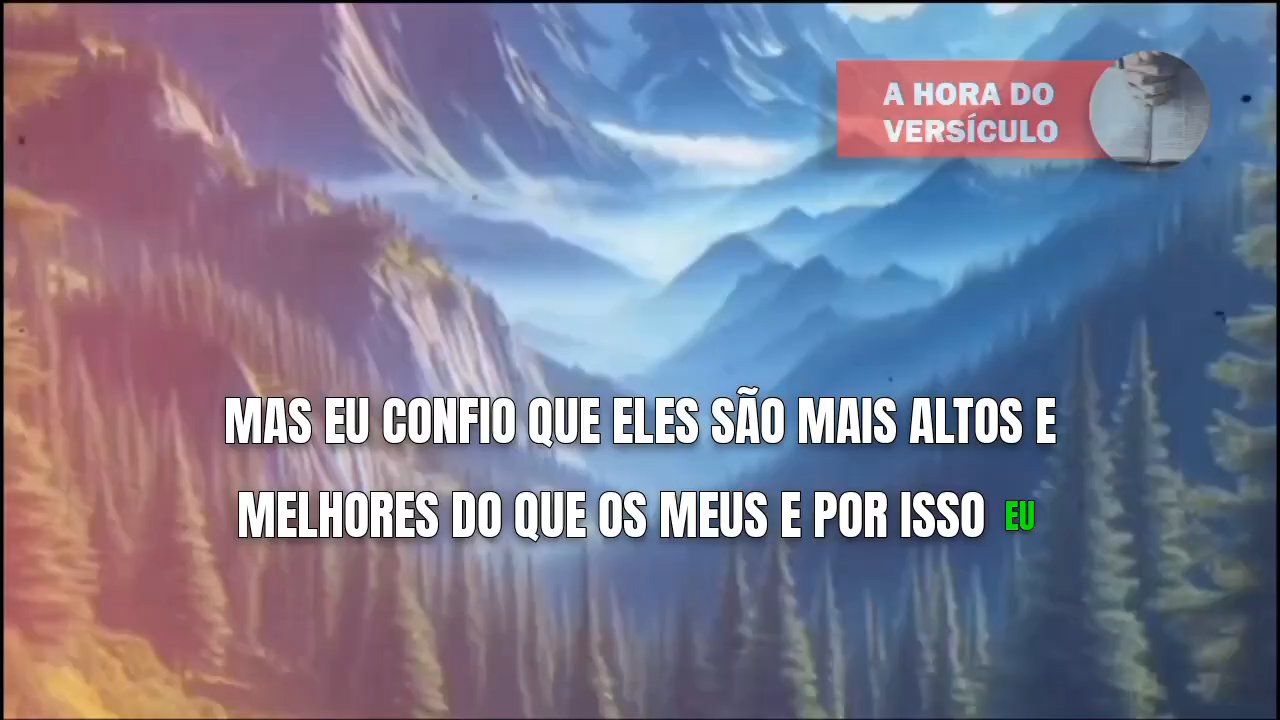 A HORA DO
VERSÍCULO
MAS EU CONFIO QUE ELES SÃO MAIS ALTOS E
MELHORES DO QUE OS MEUS E POR ISSO EU